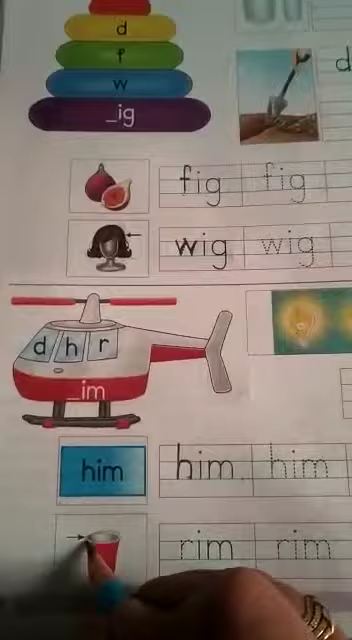 d
f
w
_ig
d
fig fig
wig wig
d h r
_im
him him him
rim rim